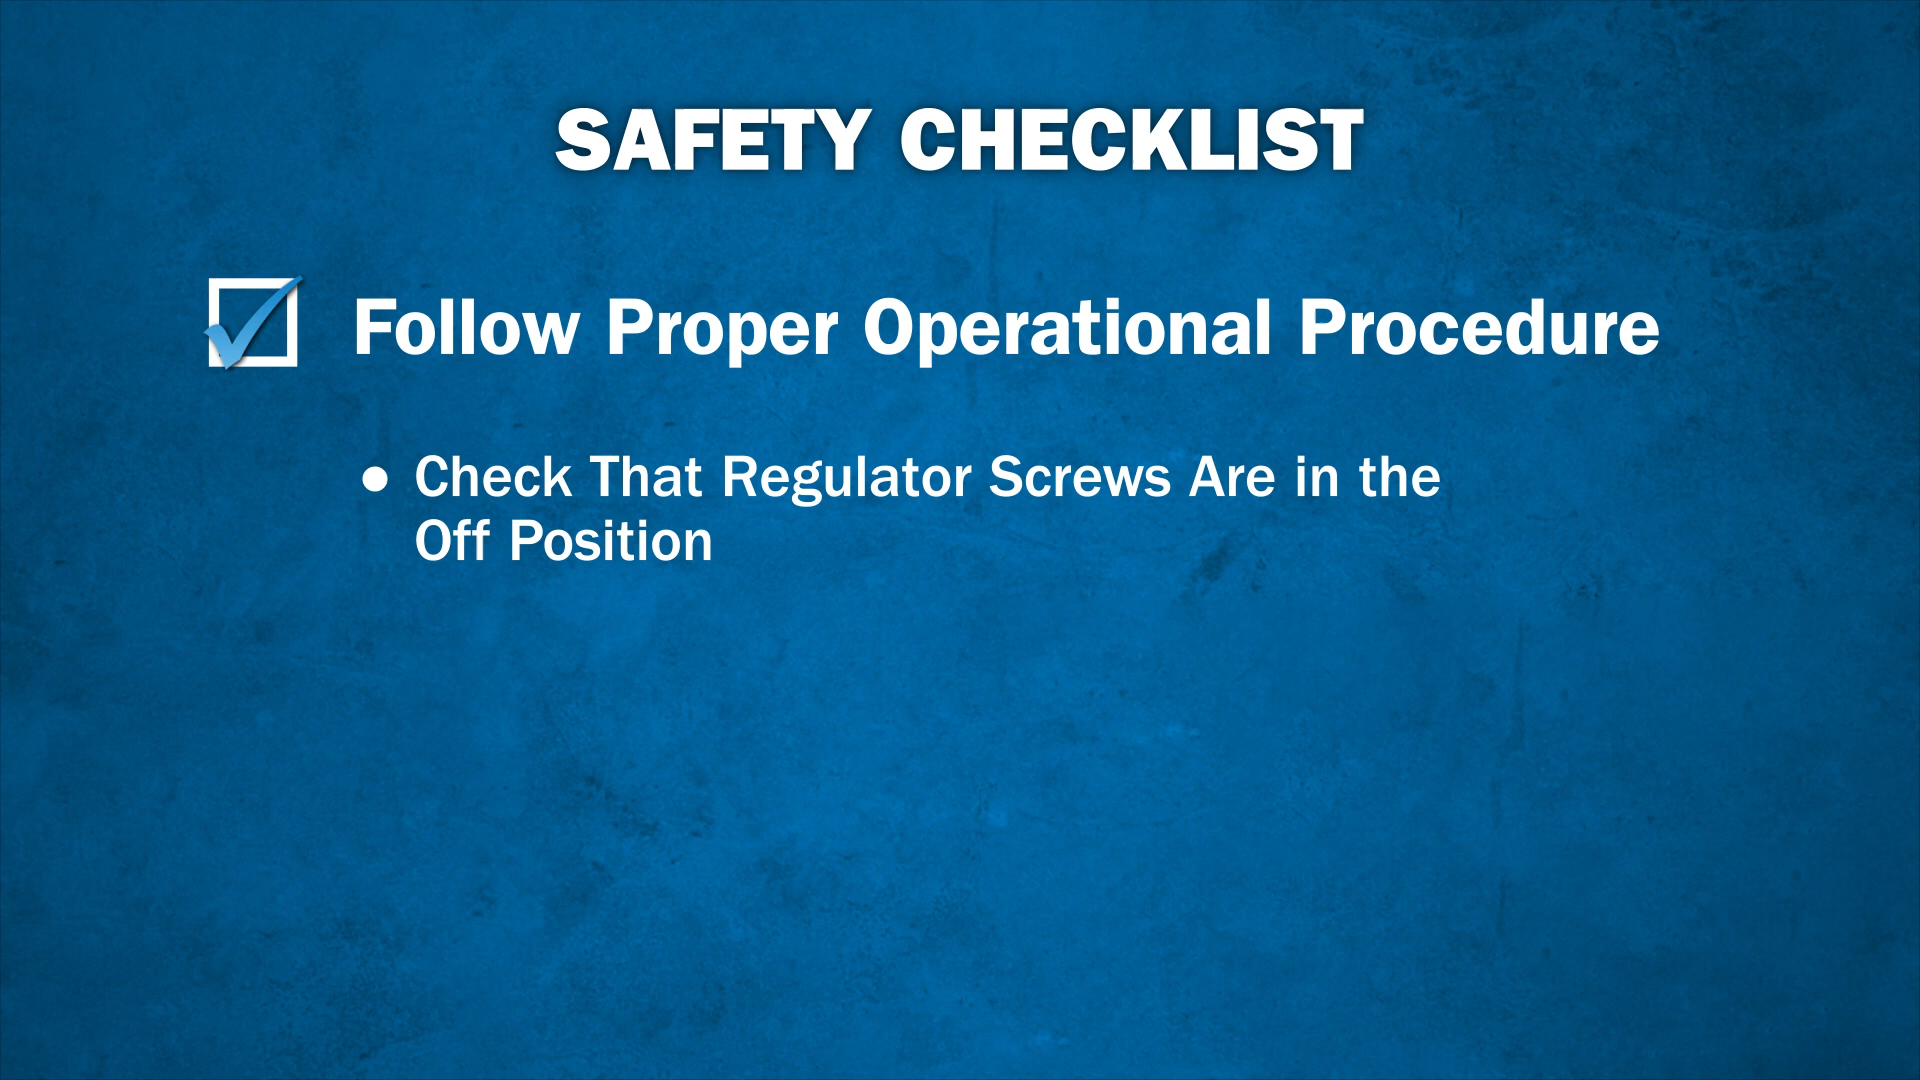 SAFETY CHECKLIST
Follow Proper Operational Procedure
● Check That Regulator Screws Are in the
Off Position